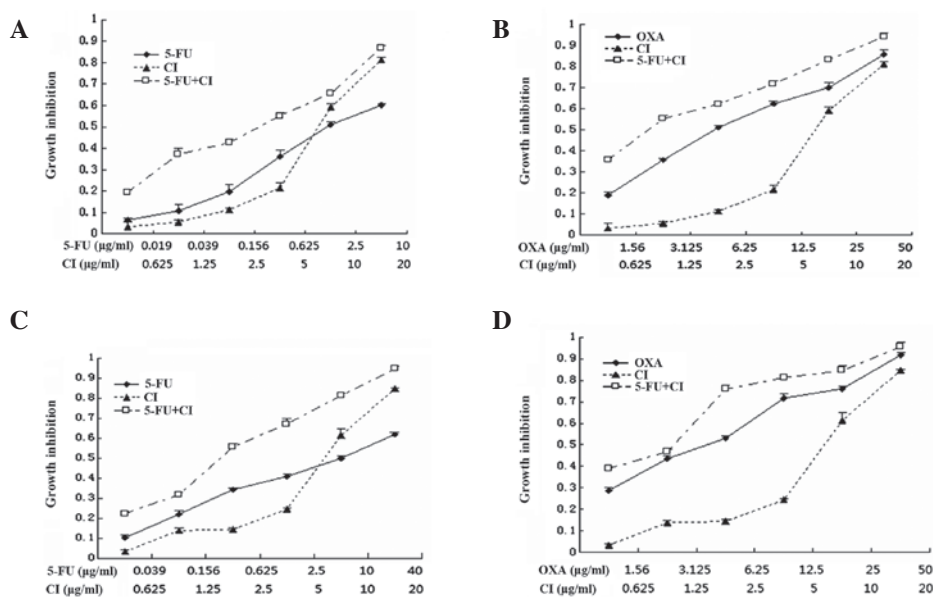 A
Growth inhibition
1
0.9
0.8
0.7
0.6
0.5
0.4
0.3
0.2
0.1
0
5-FU
CI
5-FU+CI
5-FU (μg/ml) 0.019 0.039 0.156 0.625 2.5 10
CI (μg/ml) 0.625 1.25 2.5 5 10 20
B
Growth inhibition
1
0.9
0.8
0.7
0.6
0.5
0.4
0.3
0.2
0.1
0
OXA
CI
5-FU+CI
OXA (μg/ml) 1.56 3.125 6.25 12.5 25 50
CI (μg/ml) 0.625 1.25 2.5 5 10 20
C
Growth inhibition
1
0.9
0.8
0.7
0.6
0.5
0.4
0.3
0.2
0.1
0
5-FU
CI
5-FU+CI
5-FU (μg/ml) 0.039 0.156 0.625 2.5 10 40
CI (μg/ml) 0.625 1.25 2.5 5 10 20
D
Growth inhibition
1
0.9
0.8
0.7
0.6
0.5
0.4
0.3
0.2
0.1
0
OXA
CI
5-FU+CI
OXA (μg/ml) 1.56 3.125 6.25 12.5 25 50
CI (μg/ml) 0.625 1.25 2.5 5 10 20